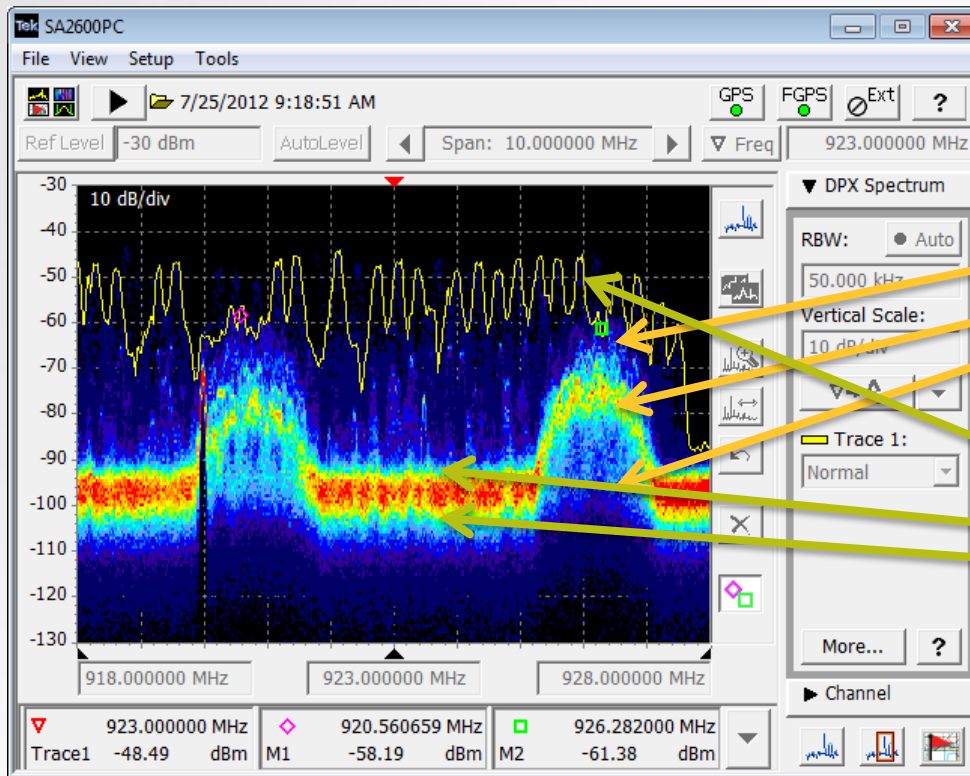 Tek SA2600PC
File View Setup Tools
7/25/2012 9:18:51 AM
GPS FGPS Ext ?
Ref Level -30 dBm AutoLevel Span: 10.000000 MHz Freq 923.000000 MHz
-30
10 dB/div
-40
-50
-60
-70
-80
-90
-100
-110
-120
-130
918.000000 MHz 923.000000 MHz 928.000000 MHz
DPX Spectrum
RBW: Auto
50.000 kHz
Vertical Scale:
10 dB/div
Trace 1:
Normal
More... ?
Channel
923.000000 MHz 920.560659 MHz 926.282000 MHz
Trace1 -48.49 dBm M1 -58.19 dBm M2 -61.38 dBm